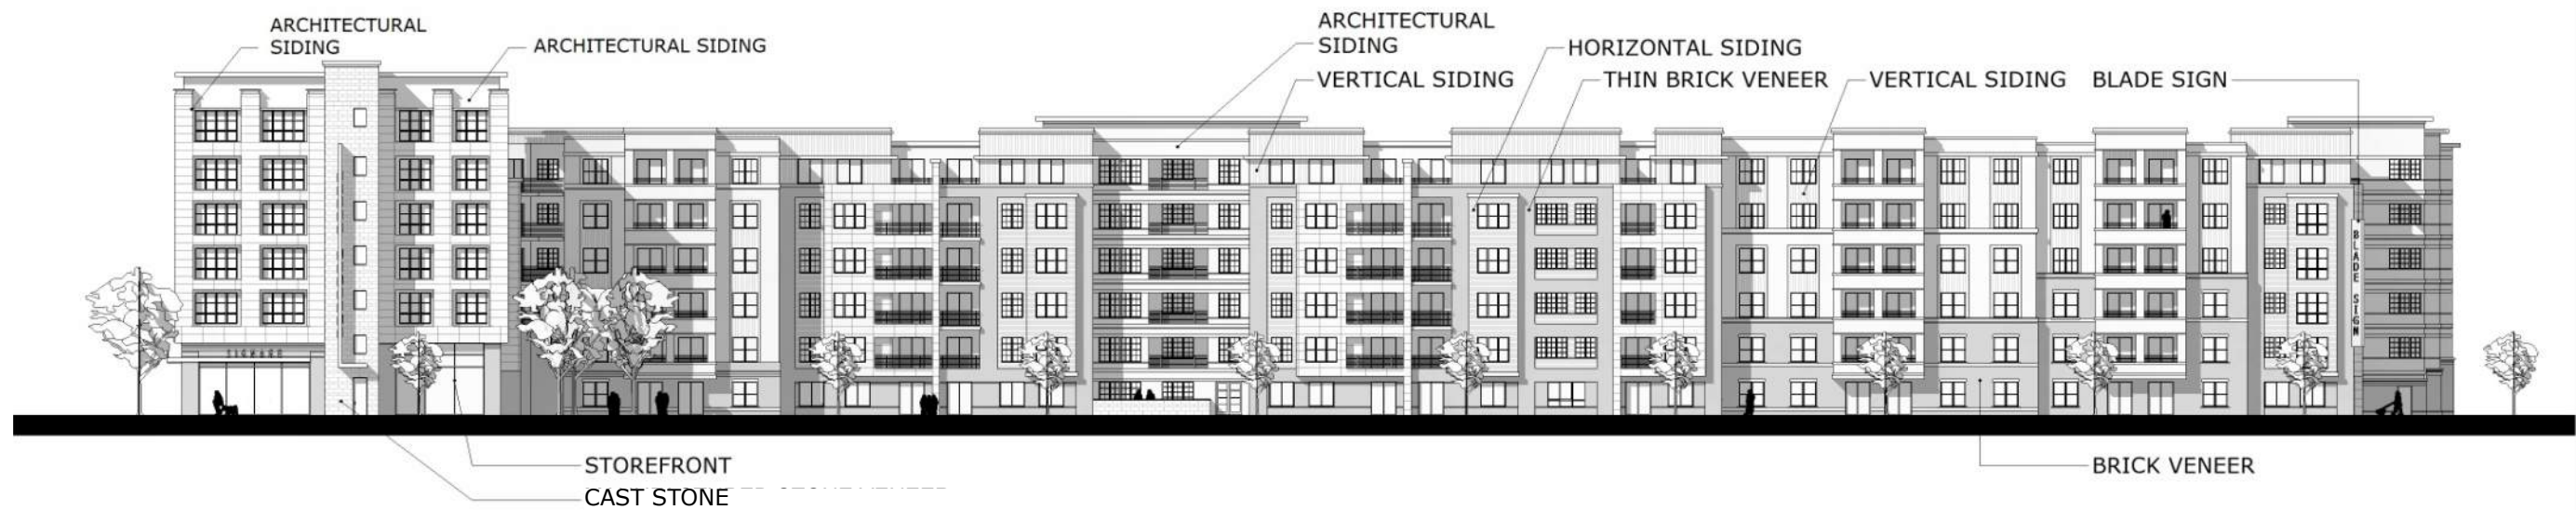 ARCHITECTURAL
SIDING
ARCHITECTURAL SIDING
ARCHITECTURAL
SIDING
VERTICAL SIDING
HORIZONTAL SIDING
THIN BRICK VENEER
VERTICAL SIDING
BLADE SIGN
SIGNAGE
BLADE SIGN
STOREFRONT
CAST STONE
BRICK VENEER